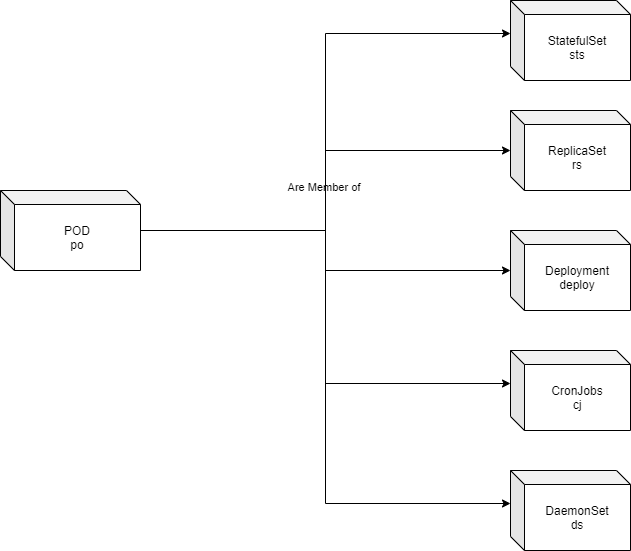 StatefulSet
sts
ReplicaSet
rs
Are Member of
POD
po
Deployment
deploy
CronJobs
cj
DaemonSet
ds